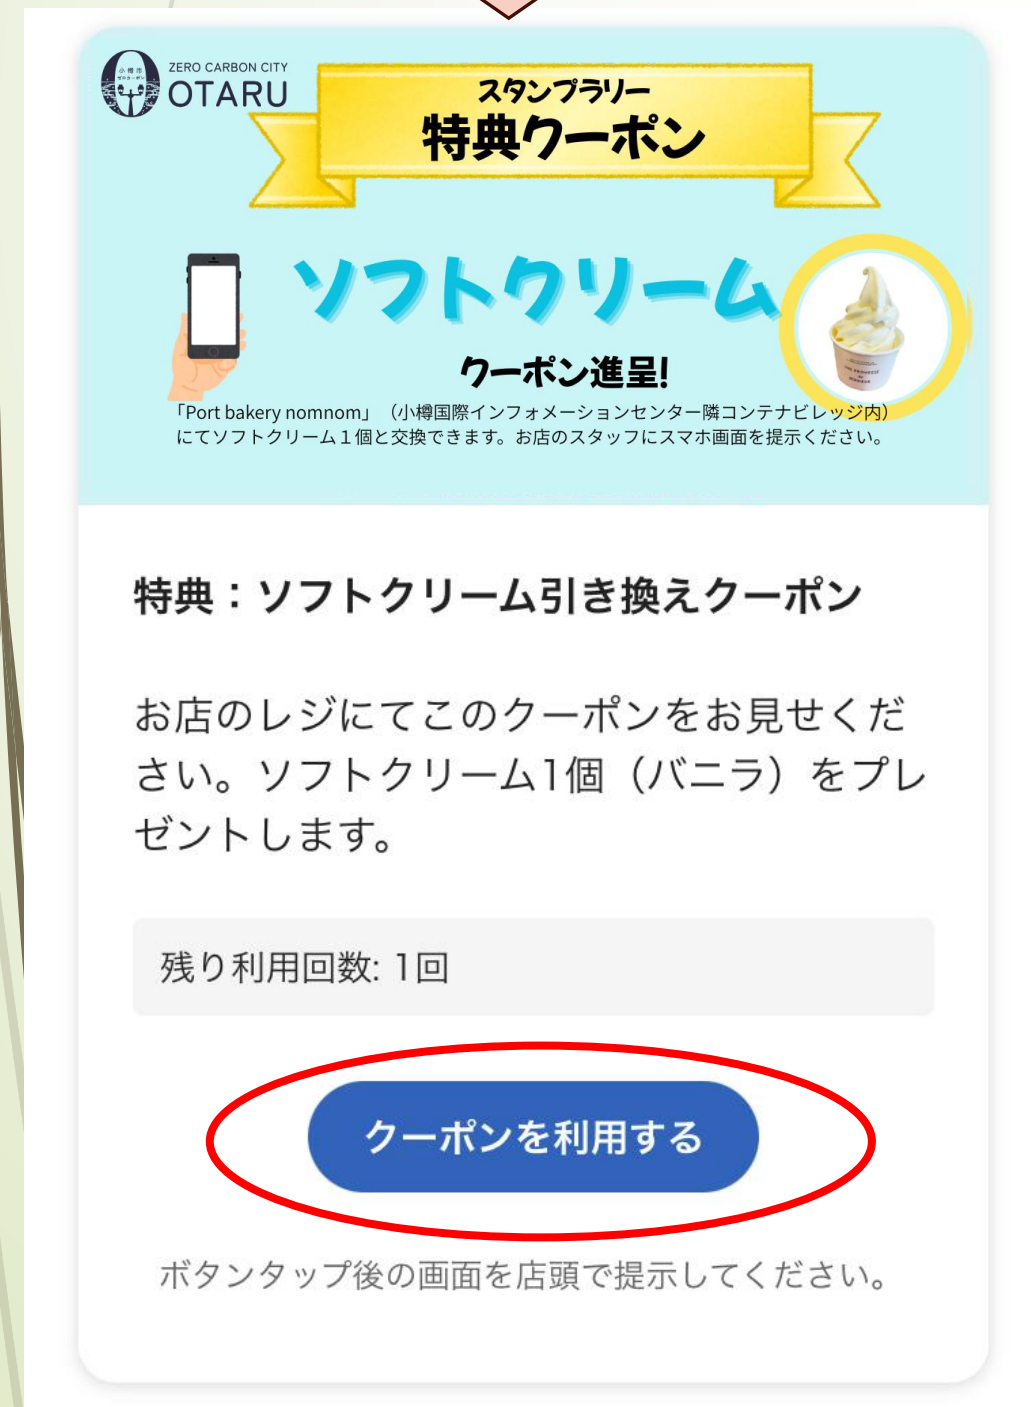 小樽市
ゼロカーボン
ZERO CARBON CITY
OTARU
スタンプラリー
特典クーポン
ソフトクリーム
クーポン進呈!
「Port bakery nomnom」（小樽国際インフォメーションセンター隣コンテナビレッジ内）
にてソフトクリーム１個と交換できます。お店のスタッフにスマホ画面を提示ください。
特典：ソフトクリーム引き換えクーポン
お店のレジにてこのクーポンをお見せくだ
さい。ソフトクリーム1個（バニラ）をプレ
ゼントします。
残り利用回数: 1回
クーポンを利用する
ボタンタップ後の画面を店頭で提示してください。